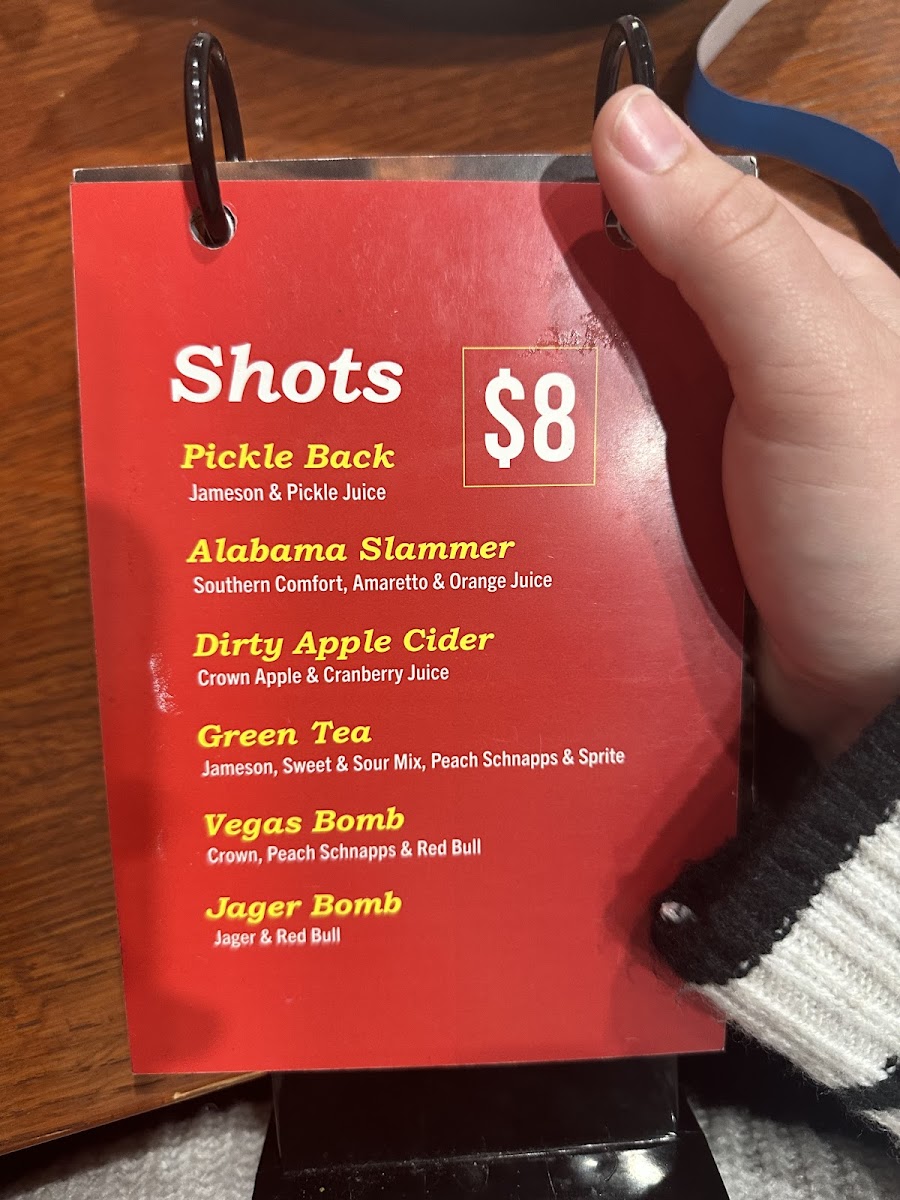 Shots
$8
Pickle Back
Jameson & Pickle Juice
Alabama Slammer
Southern Comfort, Amaretto & Orange Juice
Dirty Apple Cider
Crown Apple & Cranberry Juice
Green Tea
Jameson, Sweet & Sour Mix, Peach Schnapps & Sprite
Vegas Bomb
Crown, Peach Schnapps & Red Bull
Jager Bomb
Jager & Red Bull